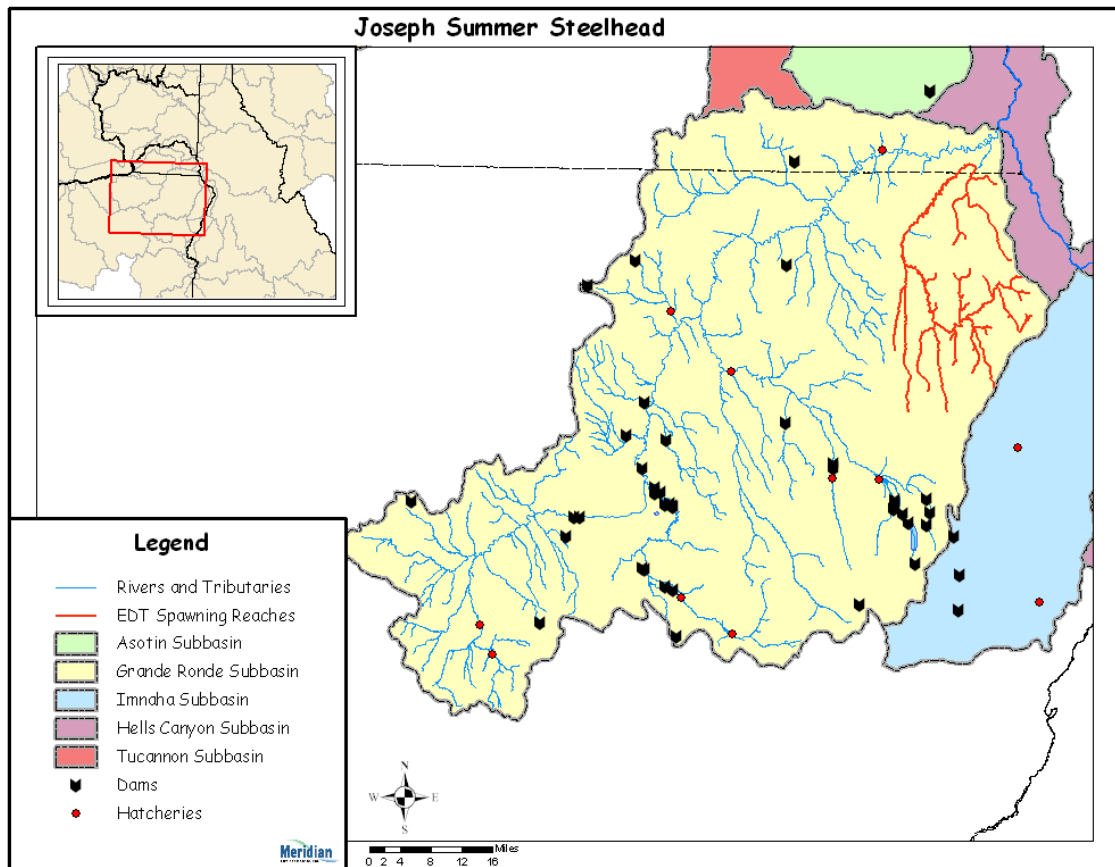 Joseph Summer Steelhead
Legend
Rivers and Tributaries
EDT Spawning Reaches
Asotin Subbasin
Grande Ronde Subbasin
Imnaha Subbasin
Hells Canyon Subbasin
Tucannon Subbasin
Dams
Hatcheries
Meridian
N
W E
S
Miles
0 2 4 8 12 16